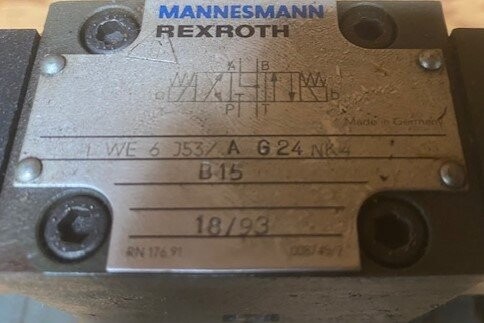 MANNESMANN
REXROTH
A B
a b
P T
Made in Germany
WE 6 J53/ A G24 NK4
B15
18/93
RN 176.91